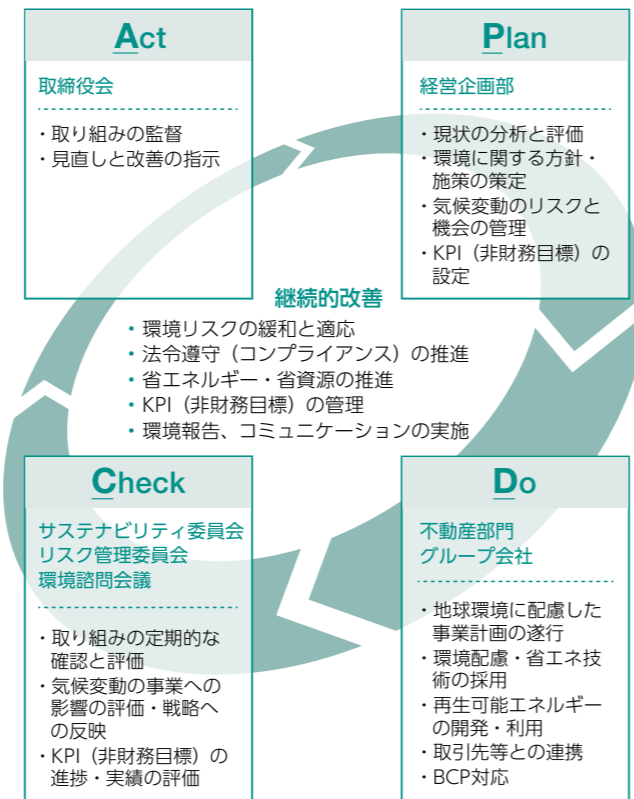 Act
取締役会
・取り組みの監督
・見直しと改善の指示
Plan
経営企画部
・現状の分析と評価
・環境に関する方針・
施策の策定
・気候変動のリスクと
機会の管理
・KPI（非財務目標）の
設定
継続的改善
・環境リスクの緩和と適応
・法令遵守（コンプライアンス）の推進
・省エネルギー・省資源の推進
・KPI（非財務目標）の管理
・環境報告、コミュニケーションの実施
Check
サステナビリティ委員会
リスク管理委員会
環境諮問会議
・取り組みの定期的な
確認と評価
・気候変動の事業への
影響の評価・戦略へ
の反映
・KPI（非財務目標）の
進捗・実績の評価
Do
不動産部門
グループ会社
・地球環境に配慮した
事業計画の遂行
・環境配慮・省エネ技
術の採用
・再生可能エネルギー
の開発・利用
・取引先等との連携
・BCP対応